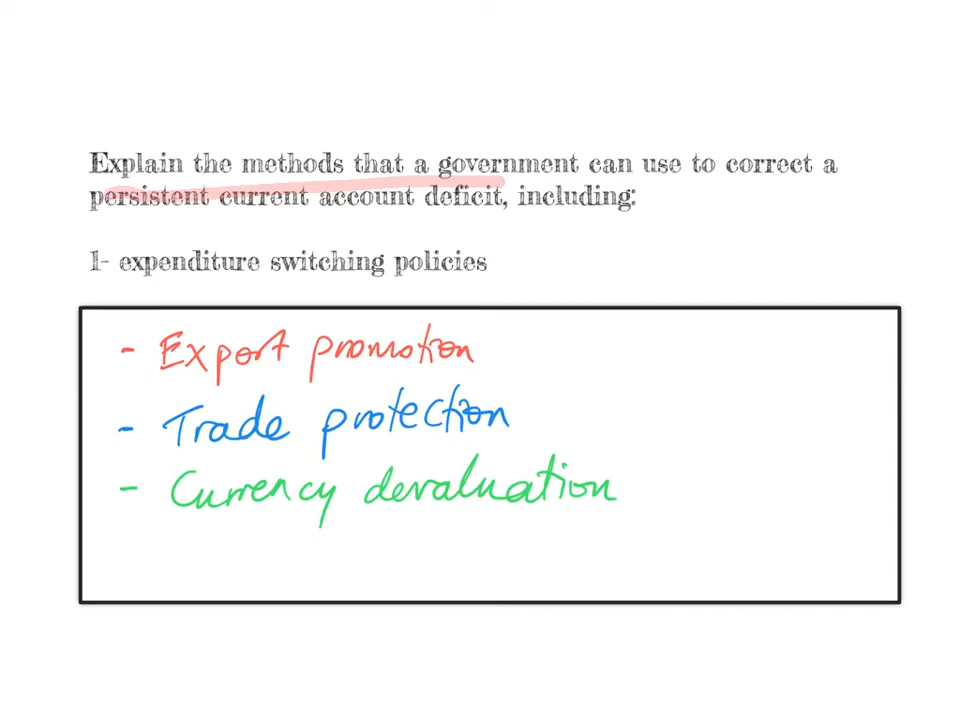 Explain the methods that a government can use to correct a
persistent current account deficit, including:
1- expenditure switching policies
- Export promotion
- Trade protection
- Currency devaluation